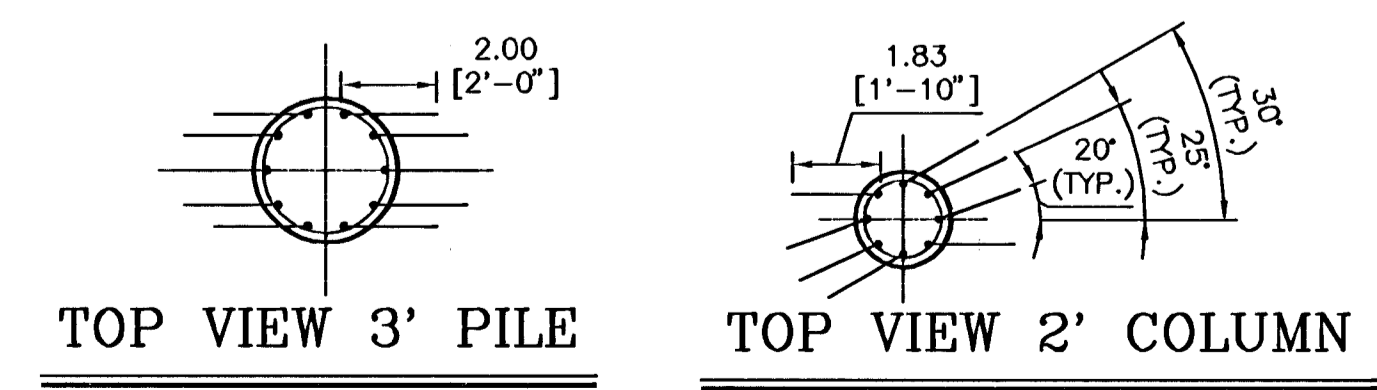 2.00
[2'-0"]
TOP VIEW 3' PILE
1.83
[1'-10"]
20°
(TYP.)
25°
(TYP.)
30°
(TYP.)
TOP VIEW 2' COLUMN